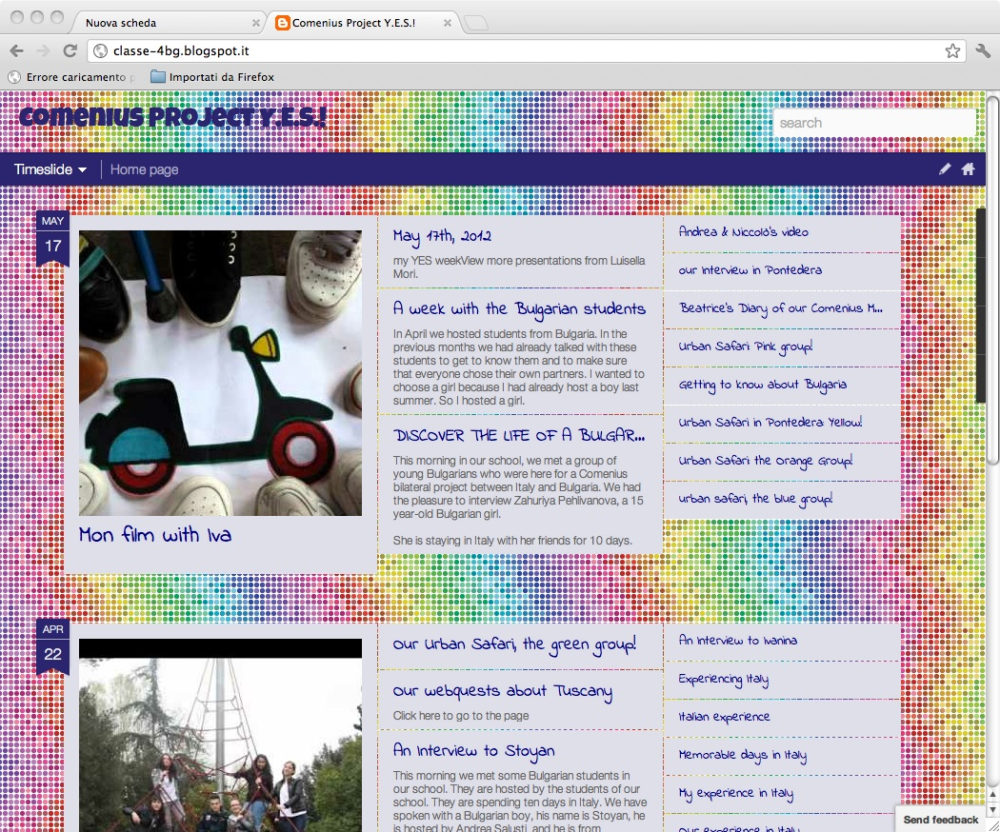 Nuova scheda
Comenius Project Y.E.S.!
classe-4bg.blogspot.it
Errore caricamento p
Importati da Firefox
Comenius Project Y.E.S.!
search
Timeslide
Home page
MAY
17
Mon film with Iva
May 17th, 2012
my YES weekView more presentations from Luisella
Mori.
A week with the Bulgarian students
In April we hosted students from Bulgaria. In the
previous months we had already talked with these
students to get to know them and to make sure
that everyone chose their own partners. I wanted to
choose a girl because I had already host a boy last
summer. So I hosted a girl.
DISCOVER THE LIFE OF A BULGAR...
This morning in our school, we met a group of
young Bulgarians who were here for a Comenius
bilateral project between Italy and Bulgaria. We had
the pleasure to interview Zahuriya Pehlivanova, a 15
year-old Bulgarian girl.
She is staying in Italy with her friends for 10 days.
Andrea & Niccolò's video
our Interview in Pontedera
Beatrice's Diary of our Comenius M...
Urban Safari Pink group!
Getting to know about Bulgaria
Urban Safari in Pontedera: Yellow!
Urban Safari the Orange Group!
urban safari, the blue group!
APR
22
our Urban Safari, the green group!
Our webquests about Tuscany
Click here to go to the page
An Interview to Stoyan
This morning we met some Bulgarian students in
our school. They are hosted by the students of our
school. They are spending ten days in Italy. We have
spoken with a Bulgarian boy, his name is Stoyan, he
is hosted by Andrea Salusti, and he is from
An Interview to Ivanina
Experiencing Italy
Italian experience
Memorable days in Italy
My experience in Italy
Our experience in Italy
Send feedback